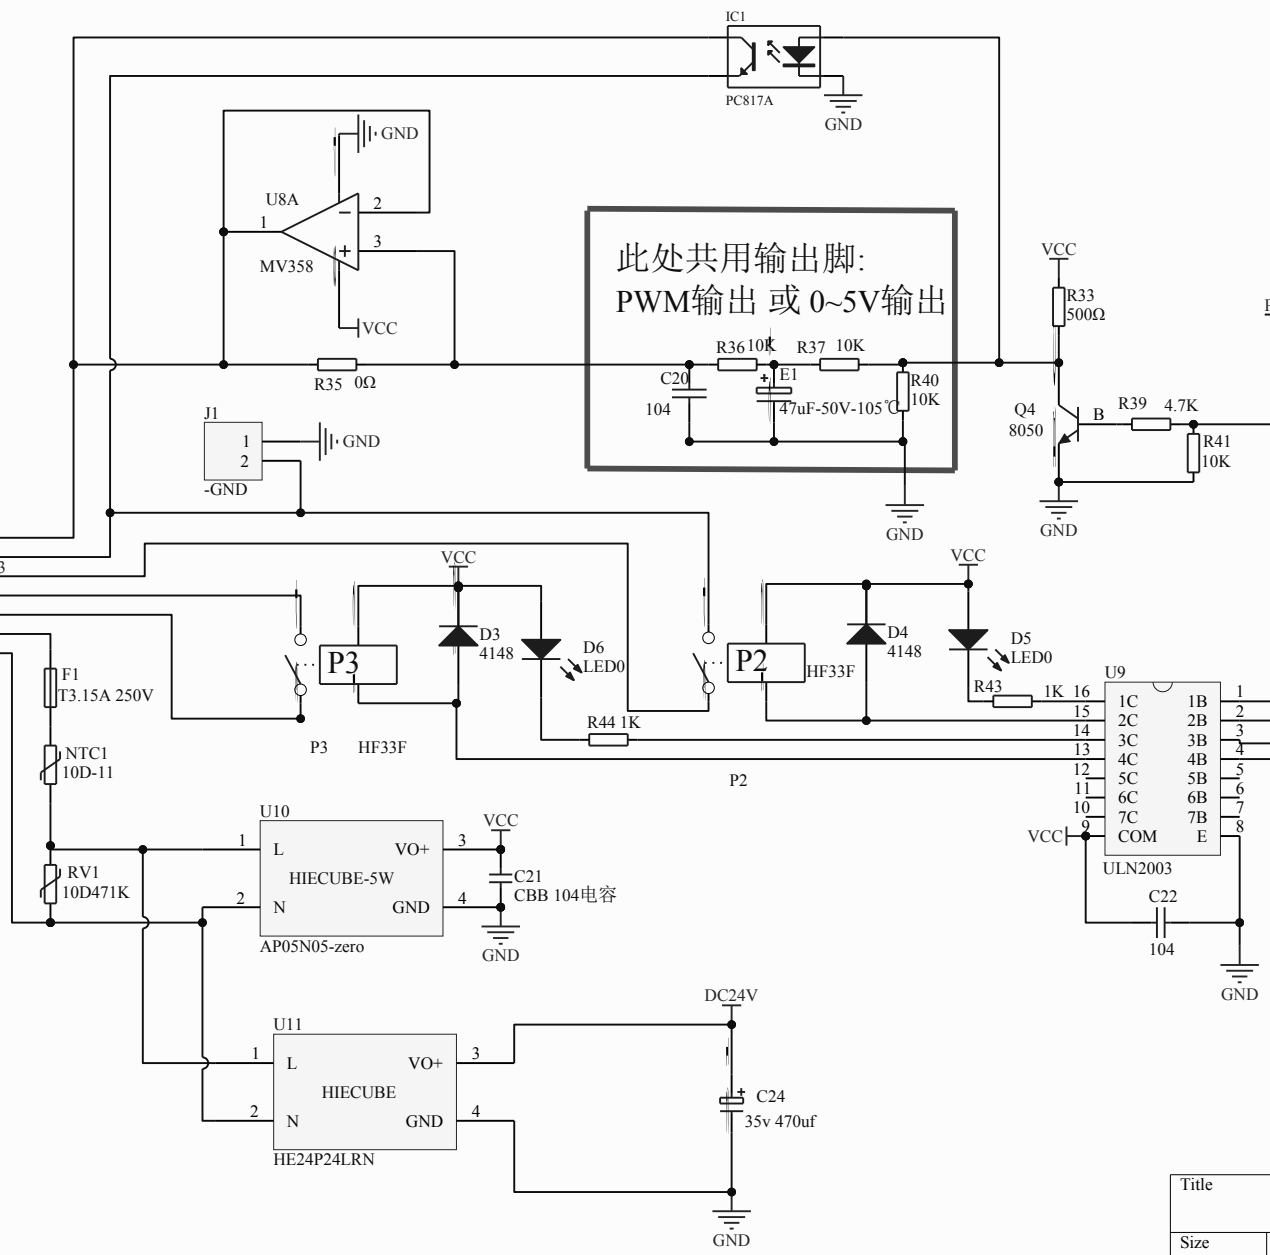 IC1
PC817A
GND
GND
U8A
2
1
3
MV358
VCC
此处共用输出脚:
PWM输出 或 0~5V输出
VCC
R33
500Ω
R36 10K
R37 10K
R35 0Ω
C20
104
E1
47uF-50V-105℃
R40
10K
Q4
8050
B
R39 4.7K
R41
10K
J1
1
2
GND
-GND
GND
GND
3
VCC
VCC
P3
D3
4148
D6
LED0
P2
HF33F
D4
4148
D5
LED0
R43
1K
R44 1K
P3 HF33F
P2
F1
T3.15A 250V
NTC1
10D-11
RV1
10D471K
U9
16 1C 1B 1
15 2C 2B 2
14 3C 3B 3
13 4C 4B 4
12 5C 5B 5
11 6C 6B 6
10 7C 7B 7
VCC 9 COM E 8
ULN2003
C22
104
GND
U10
1 L VO+ 3
HIECUBE-5W
2 N GND 4
AP05N05-zero
VCC
C21
CBB 104电容
GND
U11
1 L VO+ 3
HIECUBE
2 N GND 4
HE24P24LRN
DC24V
C24
35v 470uf
GND
Title
Size